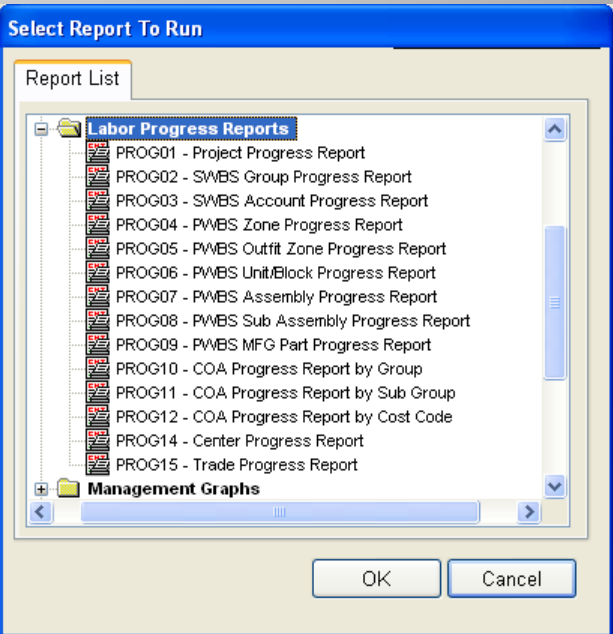 Select Report To Run
Report List
Labor Progress Reports
PROG01 - Project Progress Report
PROG02 - SWBS Group Progress Report
PROG03 - SWBS Account Progress Report
PROG04 - PWBS Zone Progress Report
PROG05 - PWBS Outfit Zone Progress Report
PROG06 - PWBS Unit/Block Progress Report
PROG07 - PWBS Assembly Progress Report
PROG08 - PWBS Sub Assembly Progress Report
PROG09 - PWBS MFG Part Progress Report
PROG10 - COA Progress Report by Group
PROG11 - COA Progress Report by Sub Group
PROG12 - COA Progress Report by Cost Code
PROG14 - Center Progress Report
PROG15 - Trade Progress Report
Management Graphs
OK Cancel